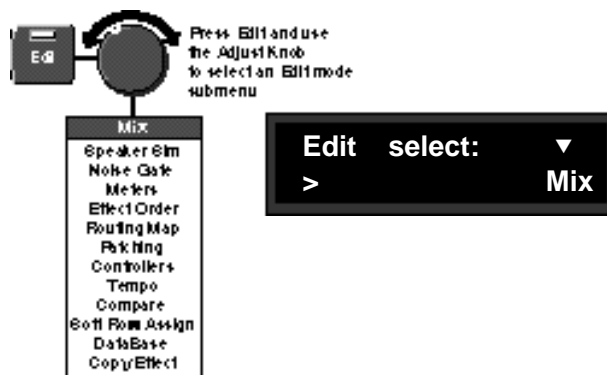 Edit
Press Edit and use
the Adjust Knob
to select an Edit mode
submenu
Mix
Speaker Sim
Noise Gate
Meters
Effect Order
Routing Map
Patching
Controllers
Tempo
Compare
Soft Row Assign
DataBase
Copy Effect
Edit select: ▼
> Mix